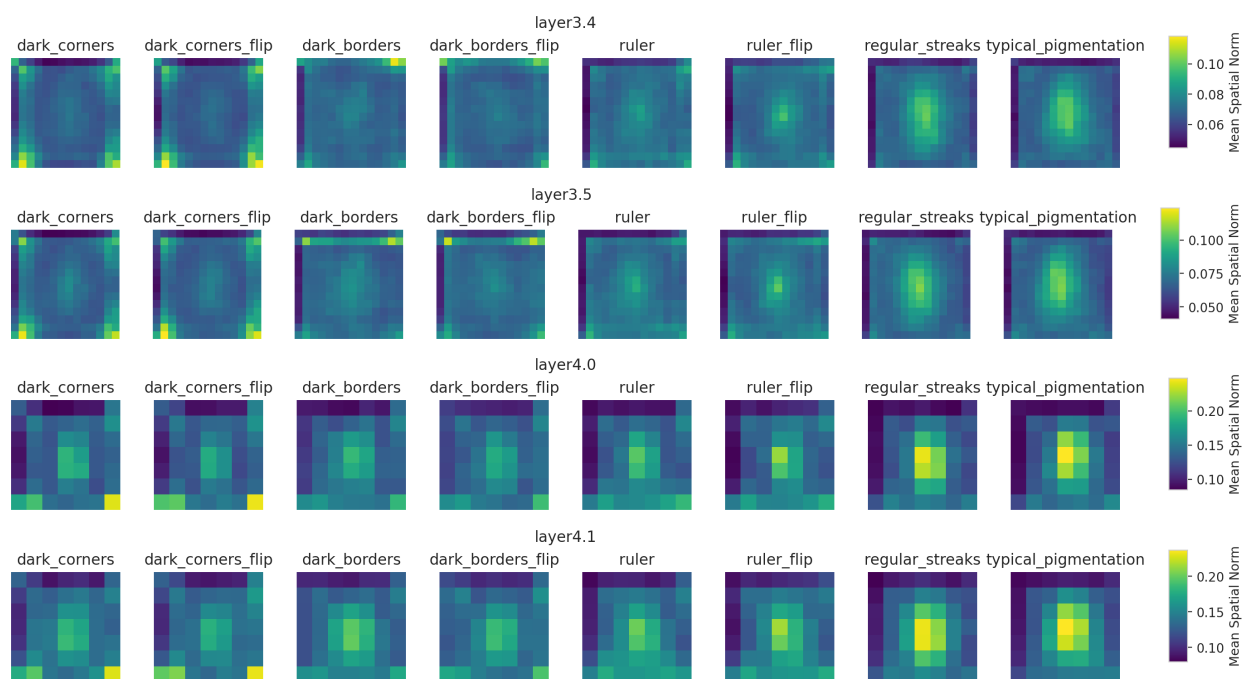 layer3.4
dark_corners dark_corners_flip dark_borders dark_borders_flip ruler ruler_flip regular_streaks typical_pigmentation
0.10
0.08
0.06
Mean Spatial Norm
layer3.5
dark_corners dark_corners_flip dark_borders dark_borders_flip ruler ruler_flip regular_streaks typical_pigmentation
0.100
0.075
0.050
Mean Spatial Norm
layer4.0
dark_corners dark_corners_flip dark_borders dark_borders_flip ruler ruler_flip regular_streaks typical_pigmentation
0.20
0.15
0.10
Mean Spatial Norm
layer4.1
dark_corners dark_corners_flip dark_borders dark_borders_flip ruler ruler_flip regular_streaks typical_pigmentation
0.20
0.15
0.10
Mean Spatial Norm